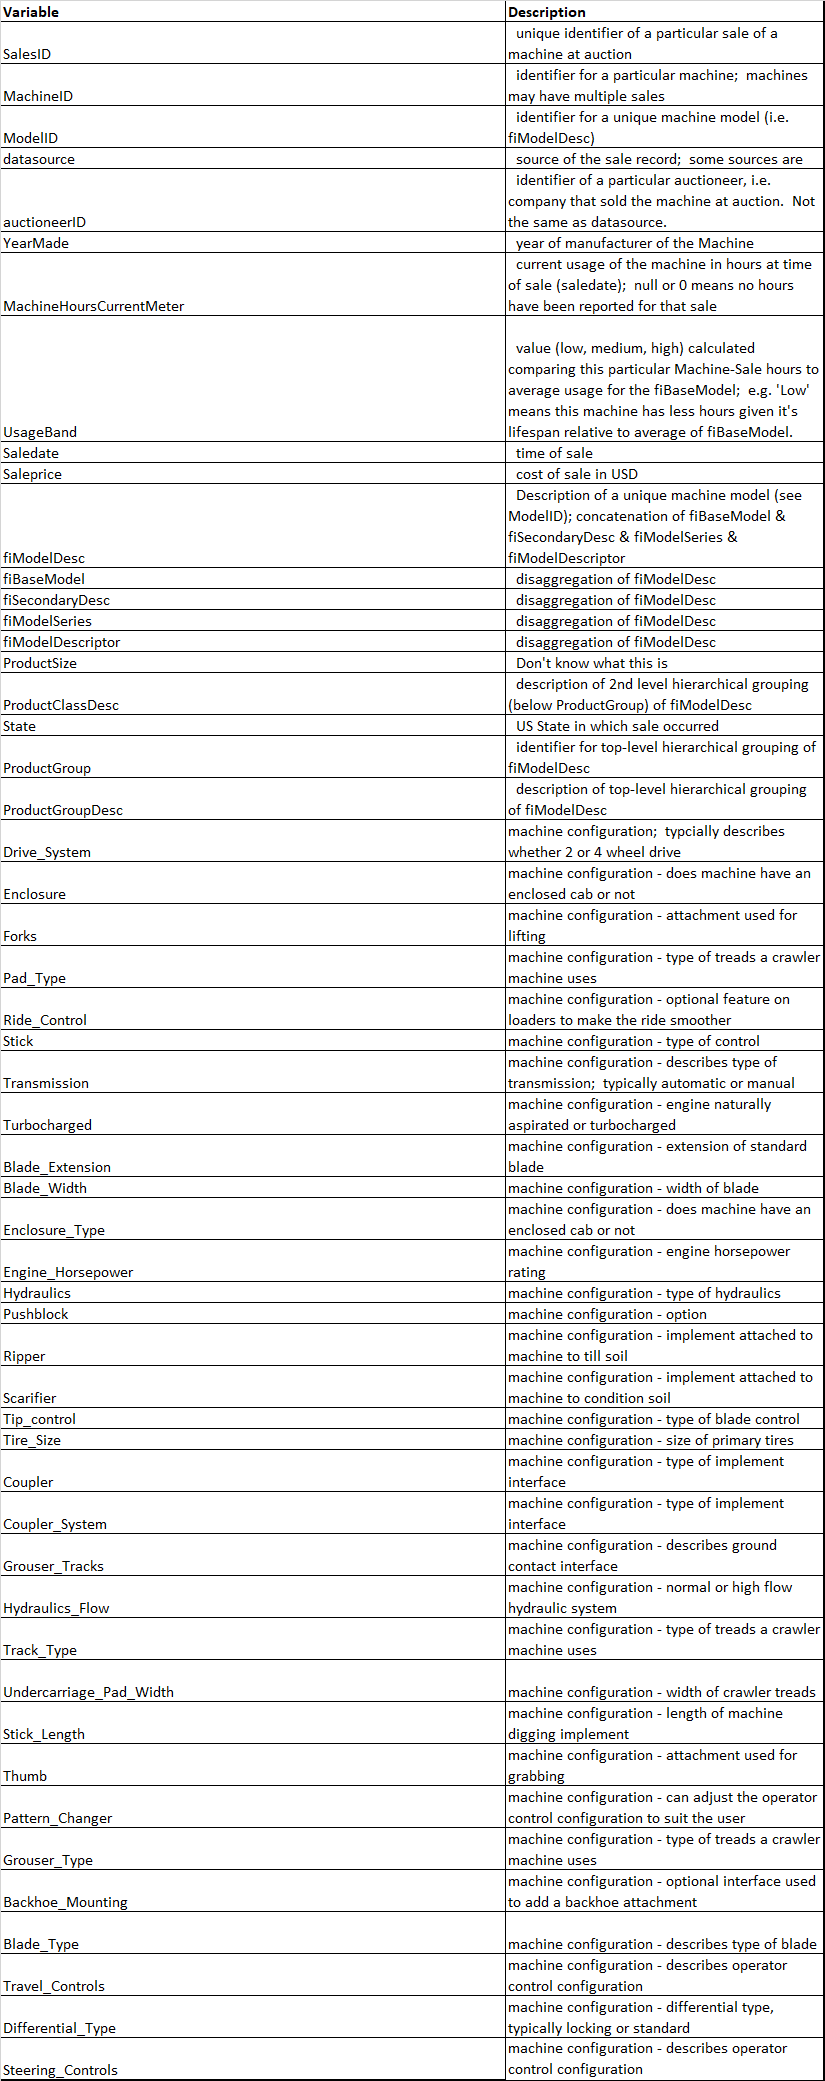 Variable Description
SalesID unique identifier of a particular sale of a
machine at auction
MachineID identifier for a particular machine;  machines
may have multiple sales
ModelID identifier for a unique machine model (i.e.
fiModelDesc)
datasource source of the sale record;  some sources are
auctioneerID identifier of a particular auctioneer, i.e.
company that sold the machine at auction.  Not
the same as datasource.
YearMade year of manufacturer of the Machine
MachineHoursCurrentMeter current usage of the machine in hours at time
of sale (saledate);  null or 0 means no hours
have been reported for that sale
UsageBand value (low, medium, high) calculated
comparing this particular Machine-Sale hours to
average usage for the fiBaseModel;  e.g. 'Low'
means this machine has less hours given it's
lifespan relative to average of fiBaseModel.
Saledate time of sale
Saleprice cost of sale in USD
fiModelDesc Description of a unique machine model (see
ModelID); concatenation of fiBaseModel &
fiSecondaryDesc & fiModelSeries &
fiModelDescriptor
fiBaseModel disaggregation of fiModelDesc
fiSecondaryDesc disaggregation of fiModelDesc
fiModelSeries disaggregation of fiModelDesc
fiModelDescriptor disaggregation of fiModelDesc
ProductSize Don't know what this is
ProductClassDesc description of 2nd level hierarchical grouping
(below ProductGroup) of fiModelDesc
State US State in which sale occurred
ProductGroup identifier for top-level hierarchical grouping of
fiModelDesc
ProductGroupDesc description of top-level hierarchical grouping
of fiModelDesc
Drive_System machine configuration;  typcially describes
whether 2 or 4 wheel drive
Enclosure machine configuration - does machine have an
enclosed cab or not
Forks machine configuration - attachment used for
lifting
Pad_Type machine configuration - type of treads a crawler
machine uses
Ride_Control machine configuration - optional feature on
loaders to make the ride smoother
Stick machine configuration - type of control
Transmission machine configuration - describes type of
transmission;  typically automatic or manual
Turbocharged machine configuration - engine naturally
aspirated or turbocharged
Blade_Extension machine configuration - extension of standard
blade
Blade_Width machine configuration - width of blade
Enclosure_Type machine configuration - does machine have an
enclosed cab or not
Engine_Horsepower machine configuration - engine horsepower
rating
Hydraulics machine configuration - type of hydraulics
Pushblock machine configuration - option
Ripper machine configuration - implement attached to
machine to till soil
Scarifier machine configuration - implement attached to
machine to condition soil
Tip_control machine configuration - type of blade control
Tire_Size machine configuration - size of primary tires
Coupler machine configuration - type of implement
interface
Coupler_System machine configuration - type of implement
interface
Grouser_Tracks machine configuration - describes ground
contact interface
Hydraulics_Flow machine configuration - normal or high flow
hydraulic system
Track_Type machine configuration - type of treads a crawler
machine uses
Undercarriage_Pad_Width machine configuration - width of crawler treads
Stick_Length machine configuration - length of machine
digging implement
Thumb machine configuration - attachment used for
grabbing
Pattern_Changer machine configuration - can adjust the operator
control configuration to suit the user
Grouser_Type machine configuration - type of treads a crawler
machine uses
Backhoe_Mounting machine configuration - optional interface used
to add a backhoe attachment
Blade_Type machine configuration - describes type of blade
Travel_Controls machine configuration - describes operator
control configuration
Differential_Type machine configuration - differential type,
typically locking or standard
Steering_Controls machine configuration - describes operator
control configuration